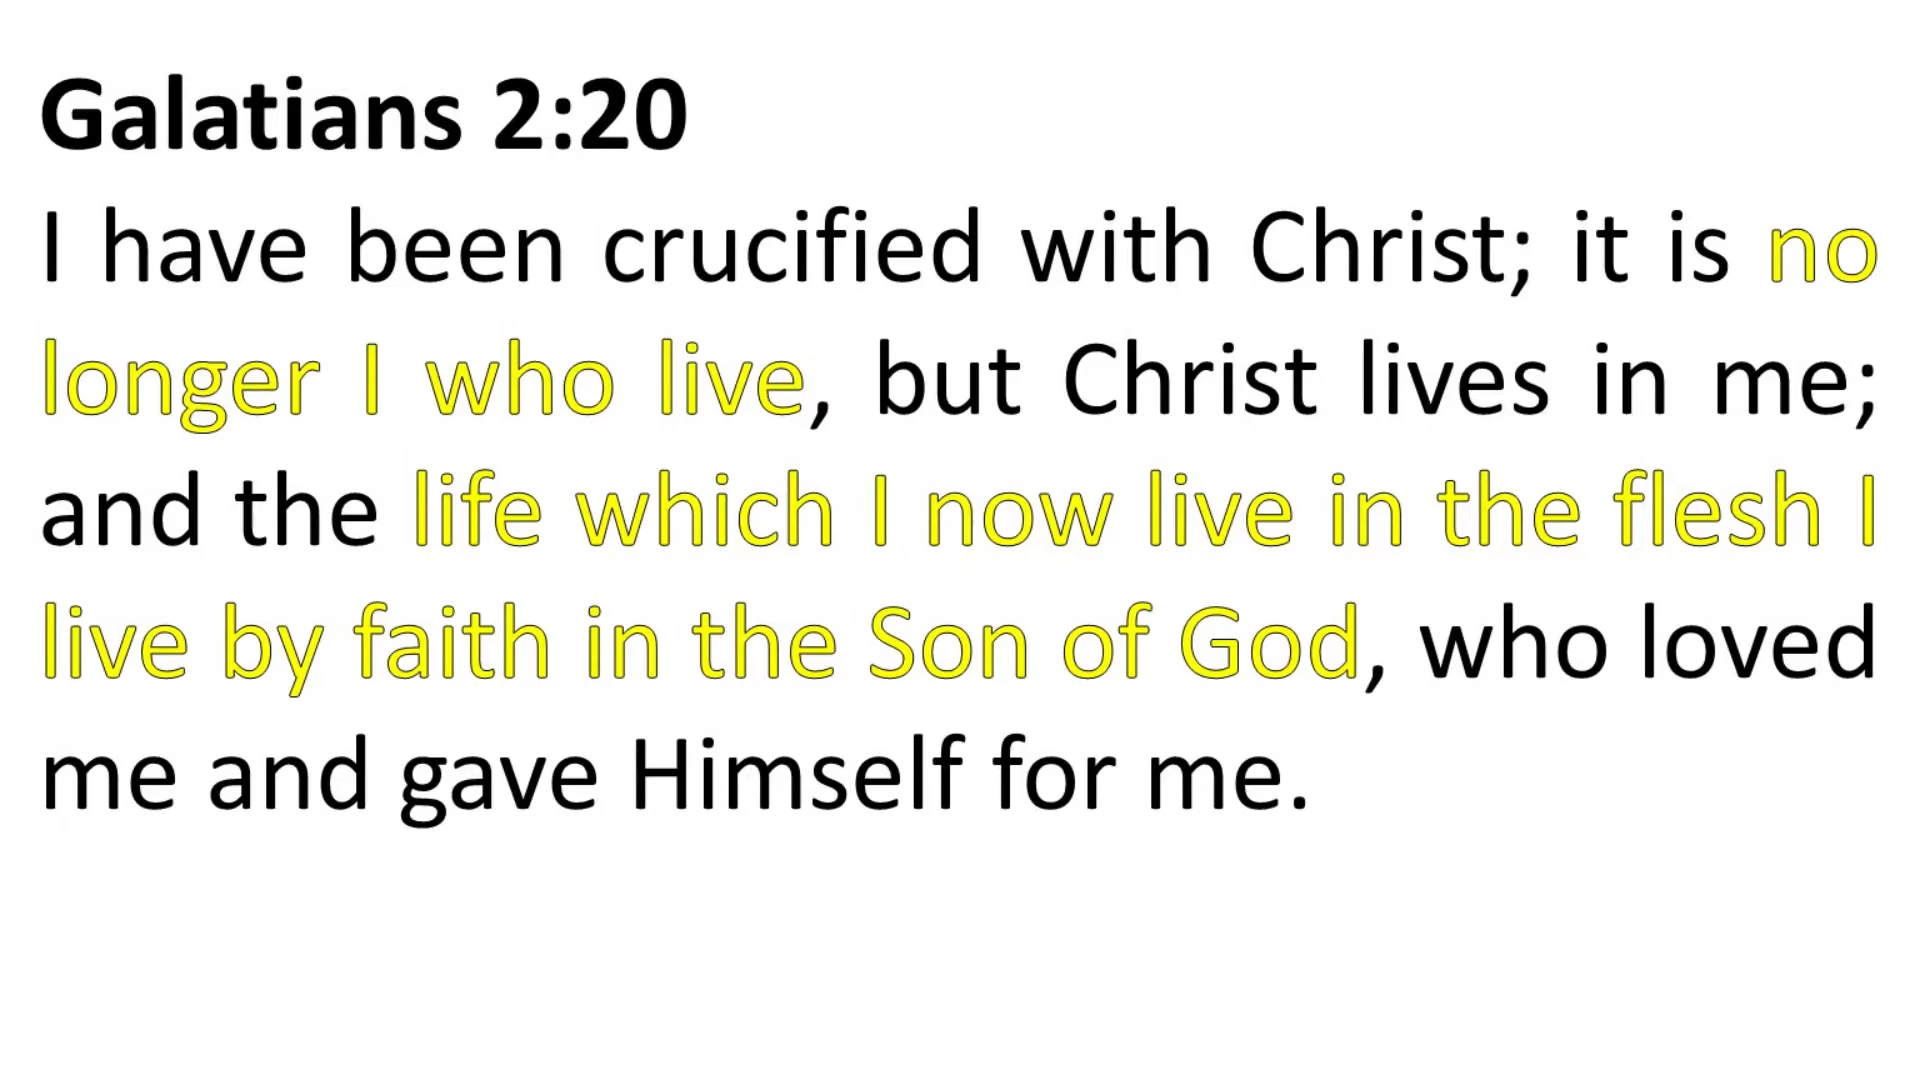 Galatians 2:20
I have been crucified with Christ; it is no
longer I who live, but Christ lives in me;
and the life which I now live in the flesh I
live by faith in the Son of God, who loved
me and gave Himself for me.